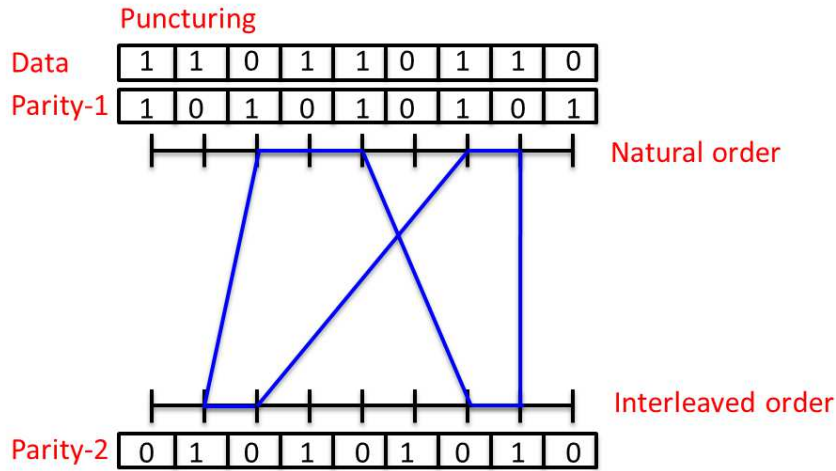 Puncturing
Data 1 1 0 1 1 0 1 1 0
Parity-1 1 0 1 0 1 0 1 0 1
Natural order
Interleaved order
Parity-2 0 1 0 1 0 1 0 1 0